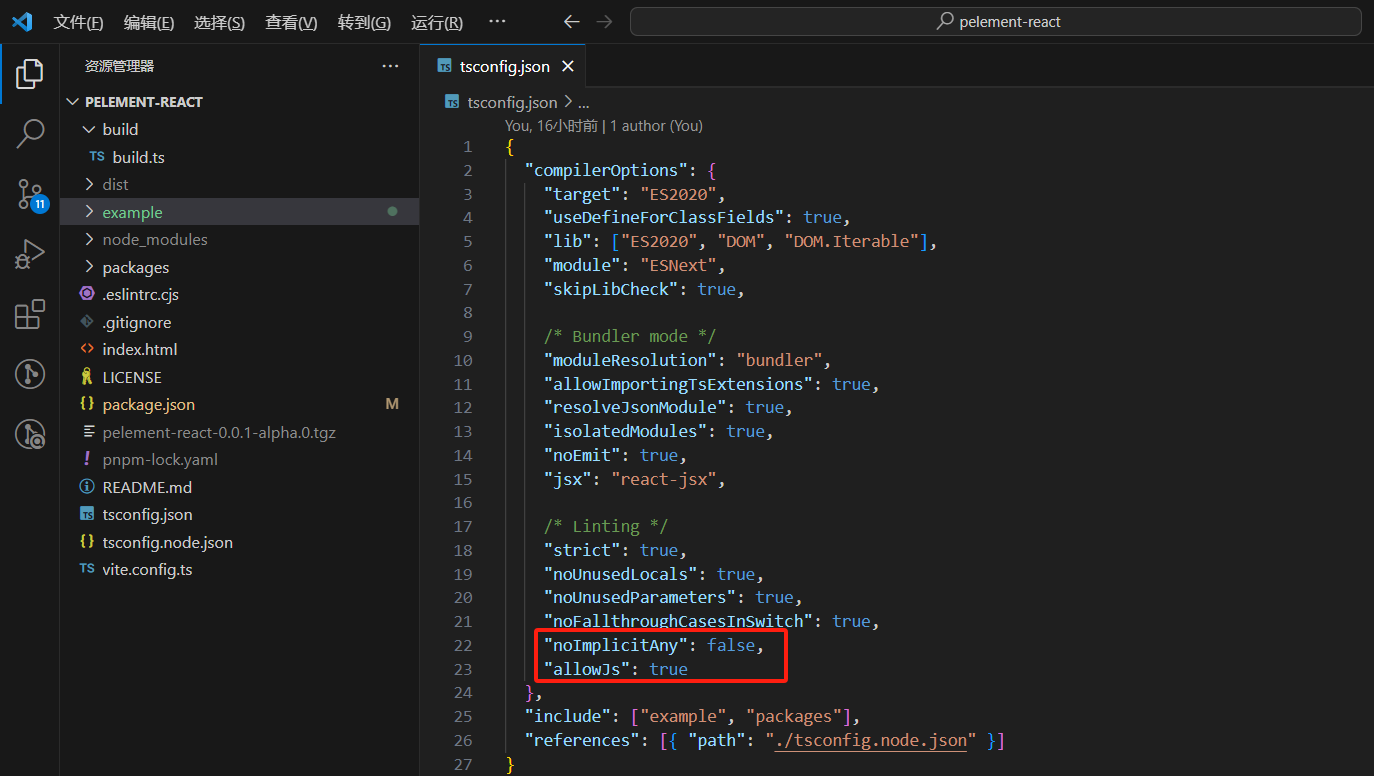 文件(F) 编辑(E) 选择(S) 查看(V) 转到(G) 运行(R) ··· pelement-react
资源管理器 ···
PELEMENT-REACT
build
TS build.ts
dist
example
node_modules
packages
.eslintrc.cjs
.gitignore
index.html
LICENSE
{} package.json M
pelement-react-0.0.1-alpha.0.tgz
! pnpm-lock.yaml
README.md
TS tsconfig.json
{} tsconfig.node.json
TS vite.config.ts
11
TS tsconfig.json
TS tsconfig.json > ...
You, 16小时前 | 1 author (You)
1 {
2 "compilerOptions": {
3 "target": "ES2020",
4 "useDefineForClassFields": true,
5 "lib": ["ES2020", "DOM", "DOM.Iterable"],
6 "module": "ESNext",
7 "skipLibCheck": true,
8
9 /* Bundler mode */
10 "moduleResolution": "bundler",
11 "allowImportingTsExtensions": true,
12 "resolveJsonModule": true,
13 "isolatedModules": true,
14 "noEmit": true,
15 "jsx": "react-jsx",
16
17 /* Linting */
18 "strict": true,
19 "noUnusedLocals": true,
20 "noUnusedParameters": true,
21 "noFallthroughCasesInSwitch": true,
22 "noImplicitAny": false,
23 "allowJs": true
24 },
25 "include": ["example", "packages"],
26 "references": [{ "path": "./tsconfig.node.json" }]
27 }